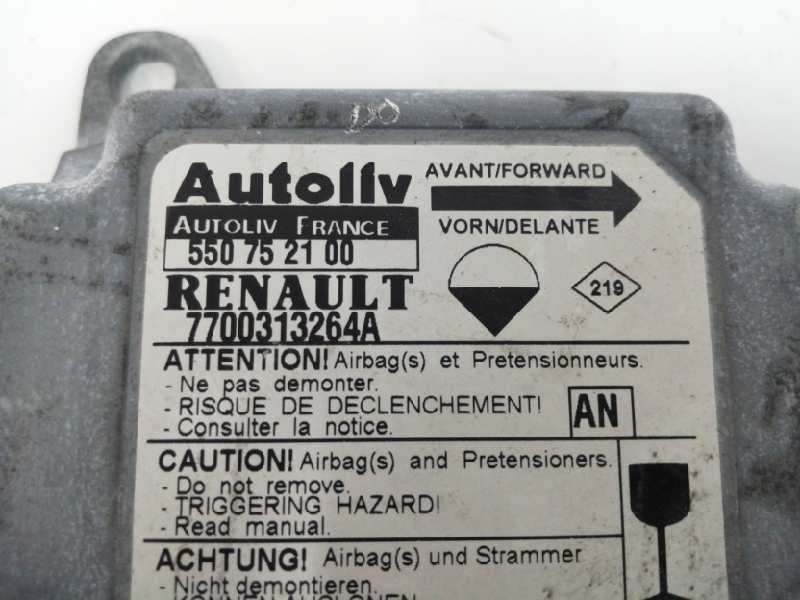 Autoliv
AVANT/FORWARD
AUTOLIV FRANCE
VORN/DELANTE
550 75 21 00
RENAULT
219
7700313264A
ATTENTION! Airbag(s) et Pretensionneurs.
- Ne pas demonter.
- RISQUE DE DECLENCHEMENT!
AN
- Consulter la notice.
CAUTION! Airbag(s) and Pretensioners.
- Do not remove.
- TRIGGERING HAZARD!
- Read manual.
ACHTUNG! Airbag(s) und Strammer
- Nicht demontieren.